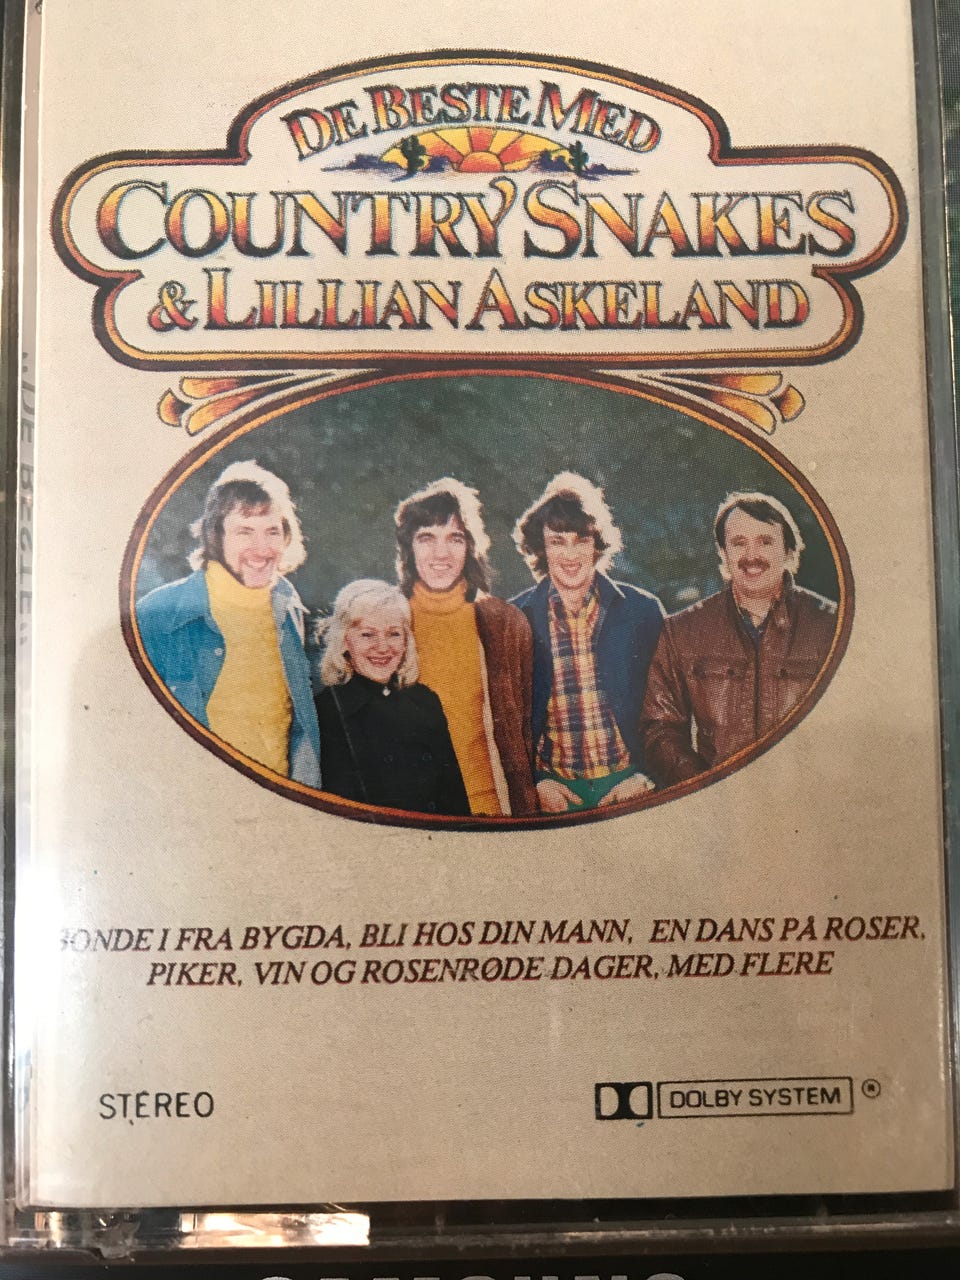 DE BESTE MED
COUNTRY SNAKES
& LILLIAN ASKELAND
BONDE I FRA BYGDA, BLI HOS DIN MANN, EN DANS PÅ ROSER,
PIKER, VIN OG ROSENRØDE DAGER, MED FLERE
STEREO
DOLBY SYSTEM ®